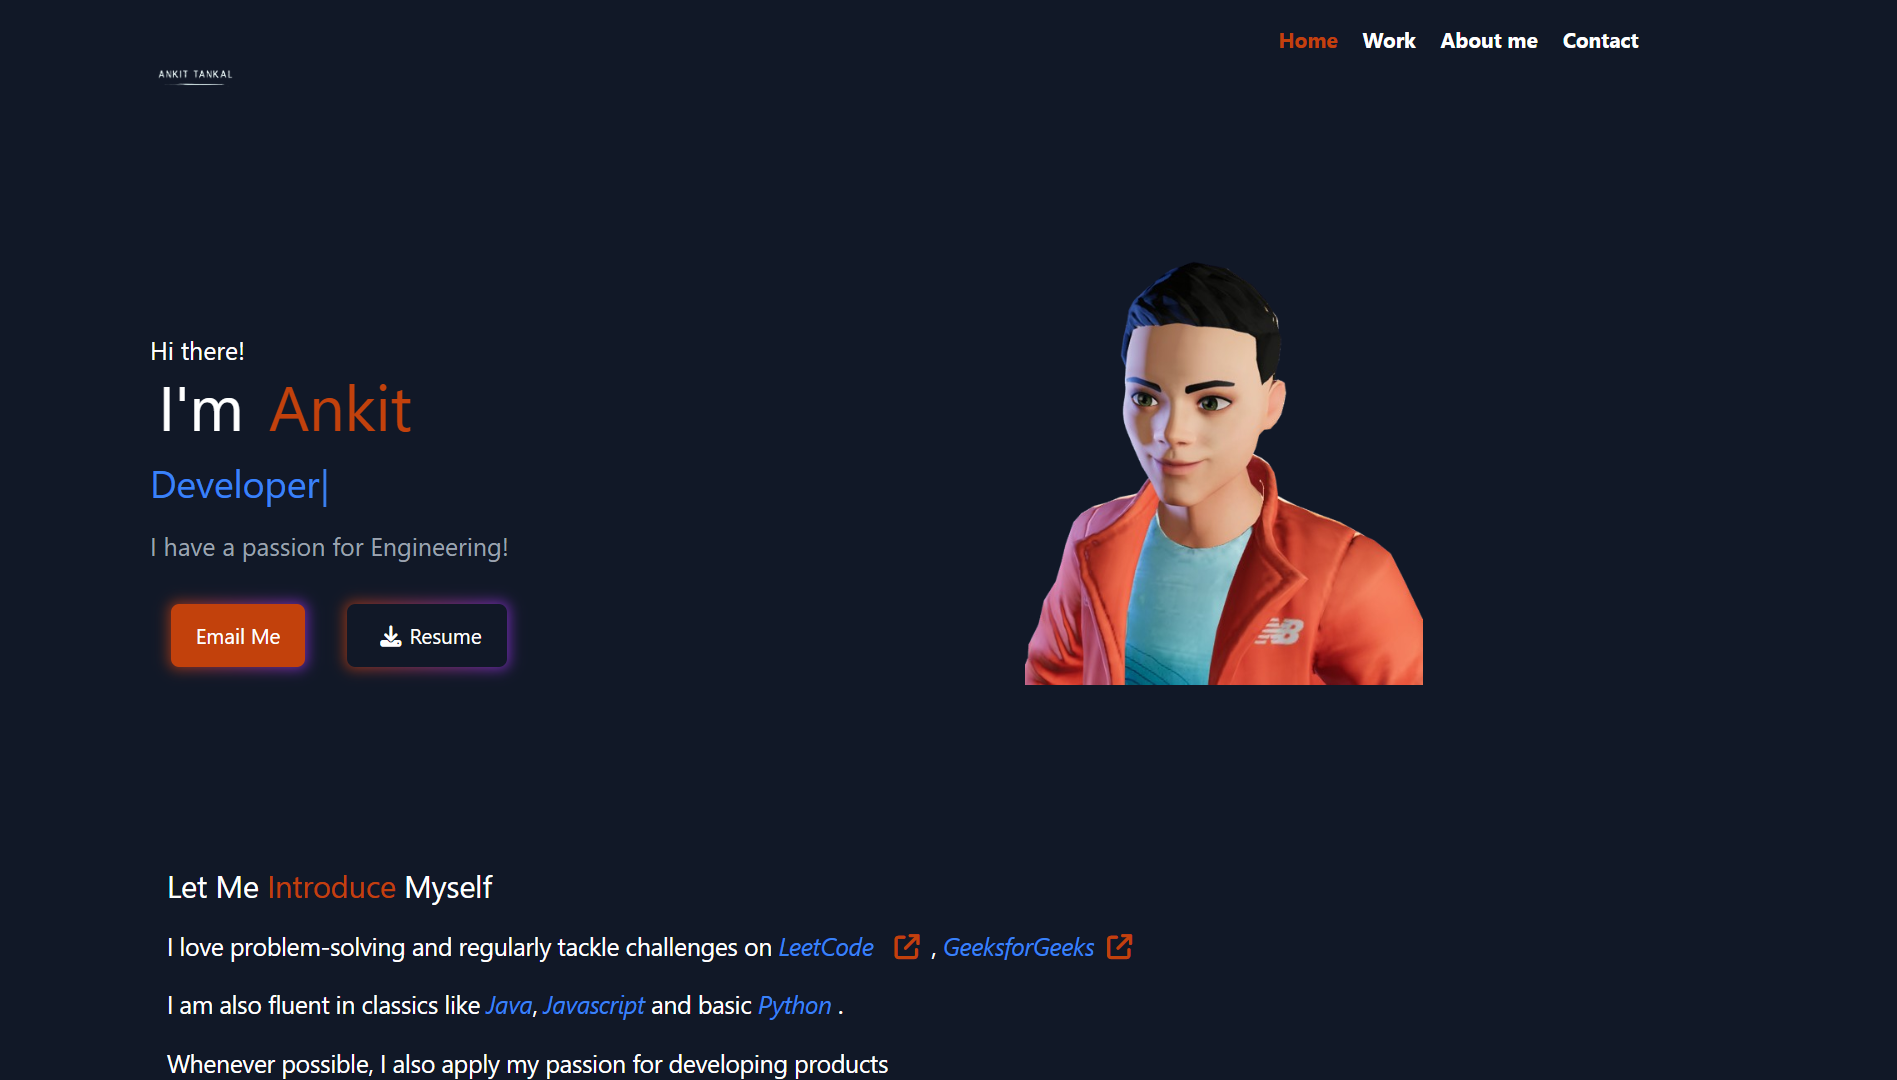 Home Work About me Contact
ANKIT TANKAL
Hi there!
I'm Ankit
Developer|
I have a passion for Engineering!
Email Me Resume
NB
Let Me Introduce Myself
I love problem-solving and regularly tackle challenges on LeetCode , GeeksforGeeks
I am also fluent in classics like Java, Javascript and basic Python .
Whenever possible, I also apply my passion for developing products